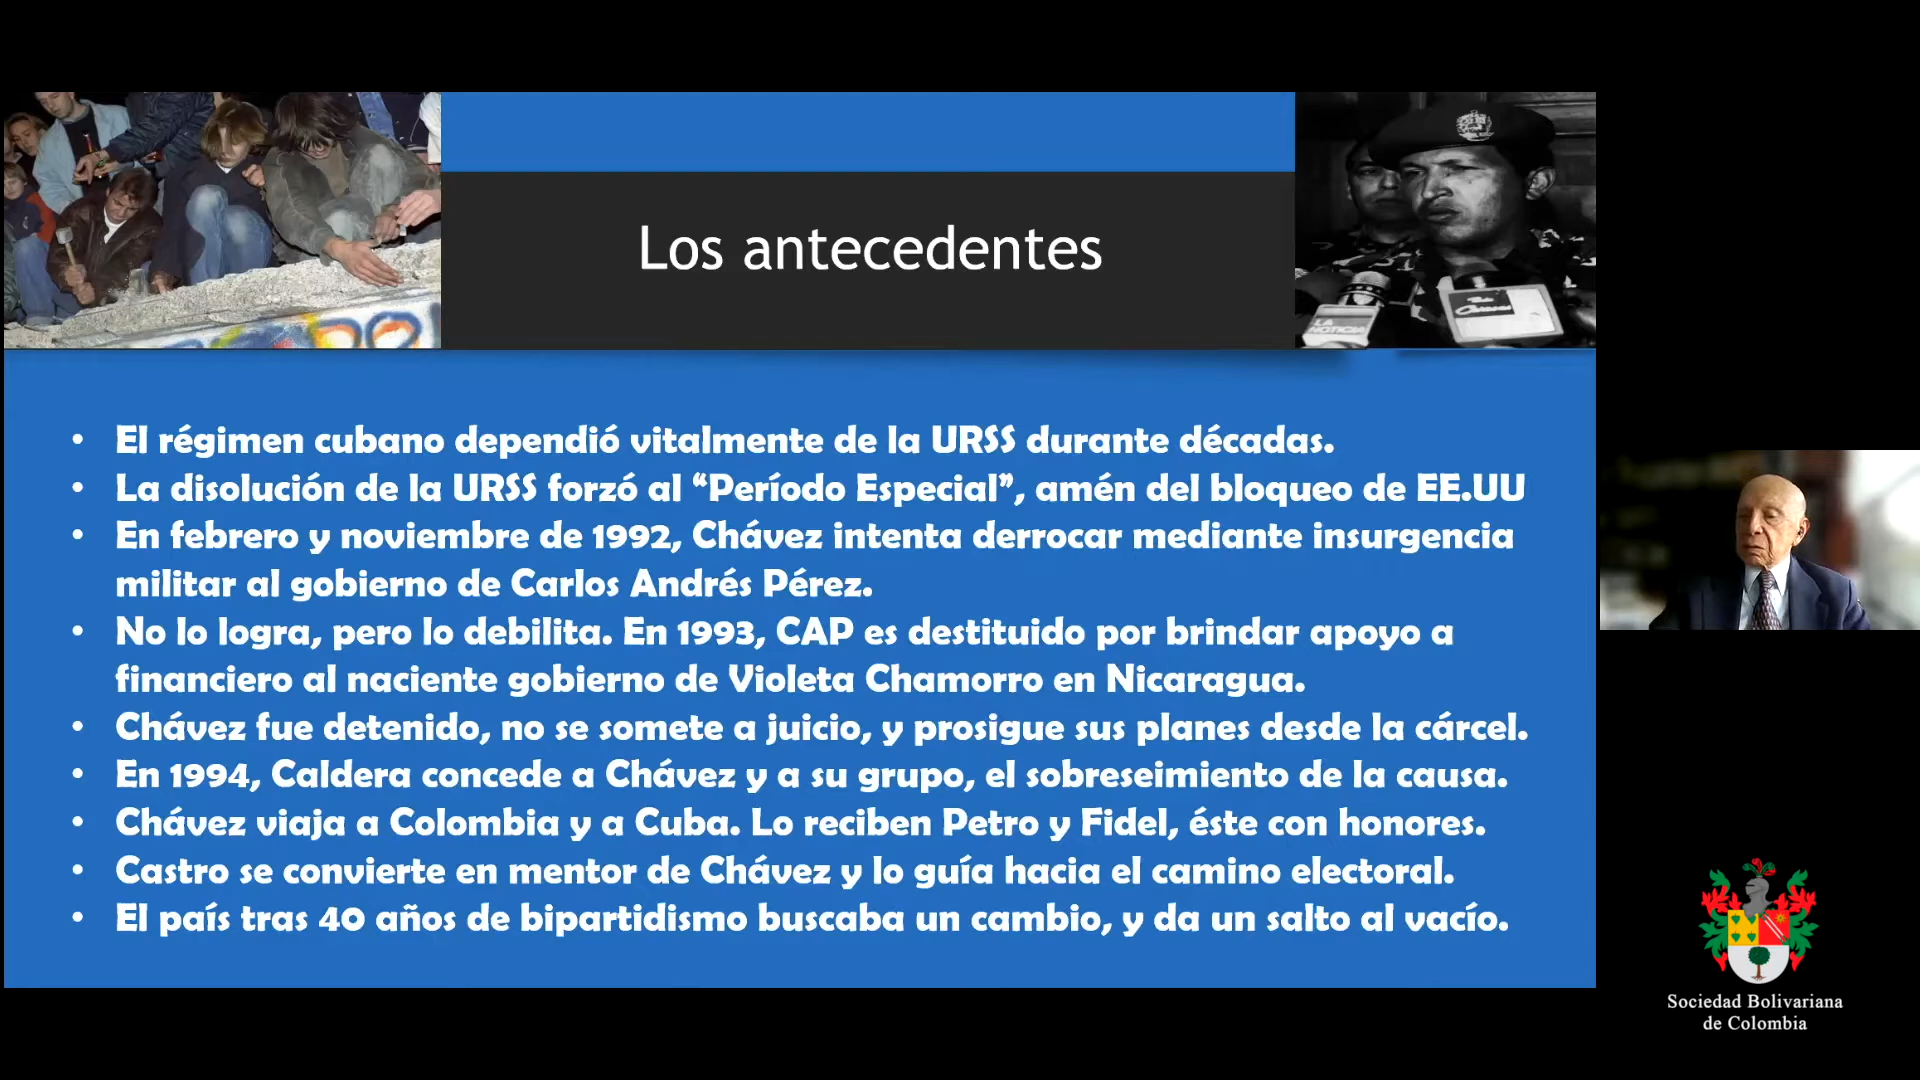 Los antecedentes
LA
NOTICIA
• El régimen cubano dependió vitalmente de la URSS durante décadas.
• La disolución de la URSS forzó al “Período Especial”, amén del bloqueo de EE.UU
• En febrero y noviembre de 1992, Chávez intenta derrocar mediante insurgencia
militar al gobierno de Carlos Andrés Pérez.
• No lo logra, pero lo debilita. En 1993, CAP es destituido por brindar apoyo a
financiero al naciente gobierno de Violeta Chamorro en Nicaragua.
• Chávez fue detenido, no se somete a juicio, y prosigue sus planes desde la cárcel.
• En 1994, Caldera concede a Chávez y a su grupo, el sobreseimiento de la causa.
• Chávez viaja a Colombia y a Cuba. Lo reciben Petro y Fidel, éste con honores.
• Castro se convierte en mentor de Chávez y lo guía hacia el camino electoral.
• El país tras 40 años de bipartidismo buscaba un cambio, y da un salto al vacío.
Sociedad Bolivariana
de Colombia